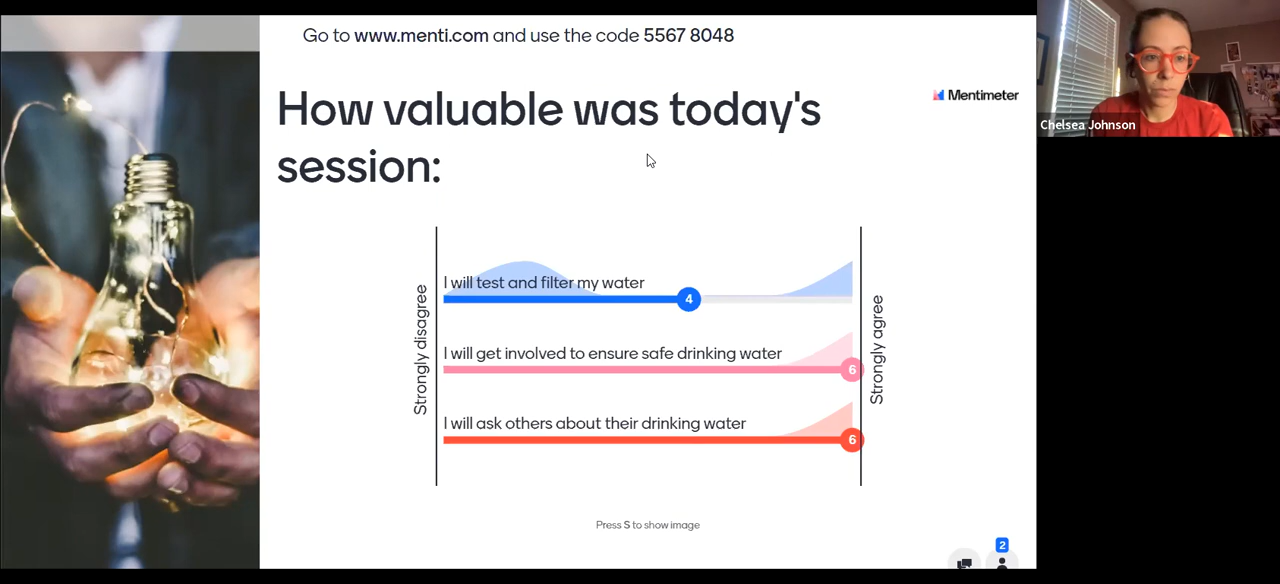 Go to www.menti.com and use the code 5567 8048
Mentimeter
Chelsea Johnson
How valuable was today's
session:
Strongly disagree
I will test and filter my water
4
I will get involved to ensure safe drinking water
6
I will ask others about their drinking water
6
Strongly agree
Press S to show image
2